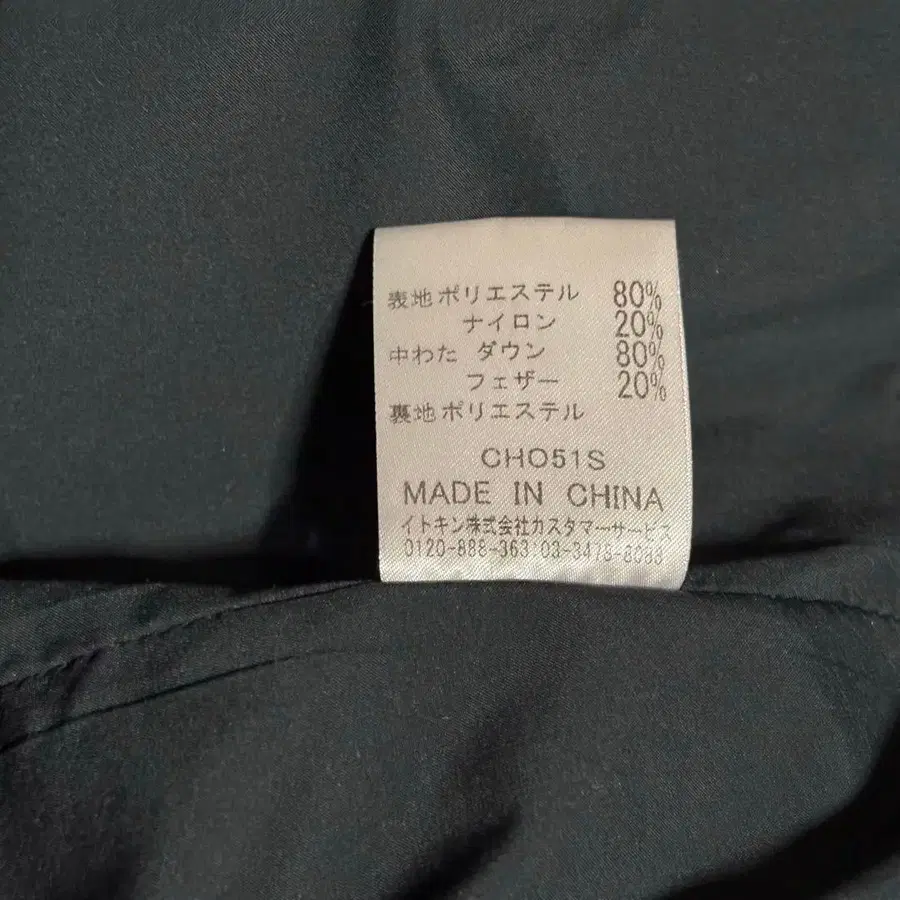 表地ポリエステル 80%
ナイロン 20%
中わた ダウン 80%
フェザー 20%
裏地ポリエステル
CHO51S
MADE IN CHINA
イトキン株式会社カスタマーサービス
0120-888-363 03-3478-8088